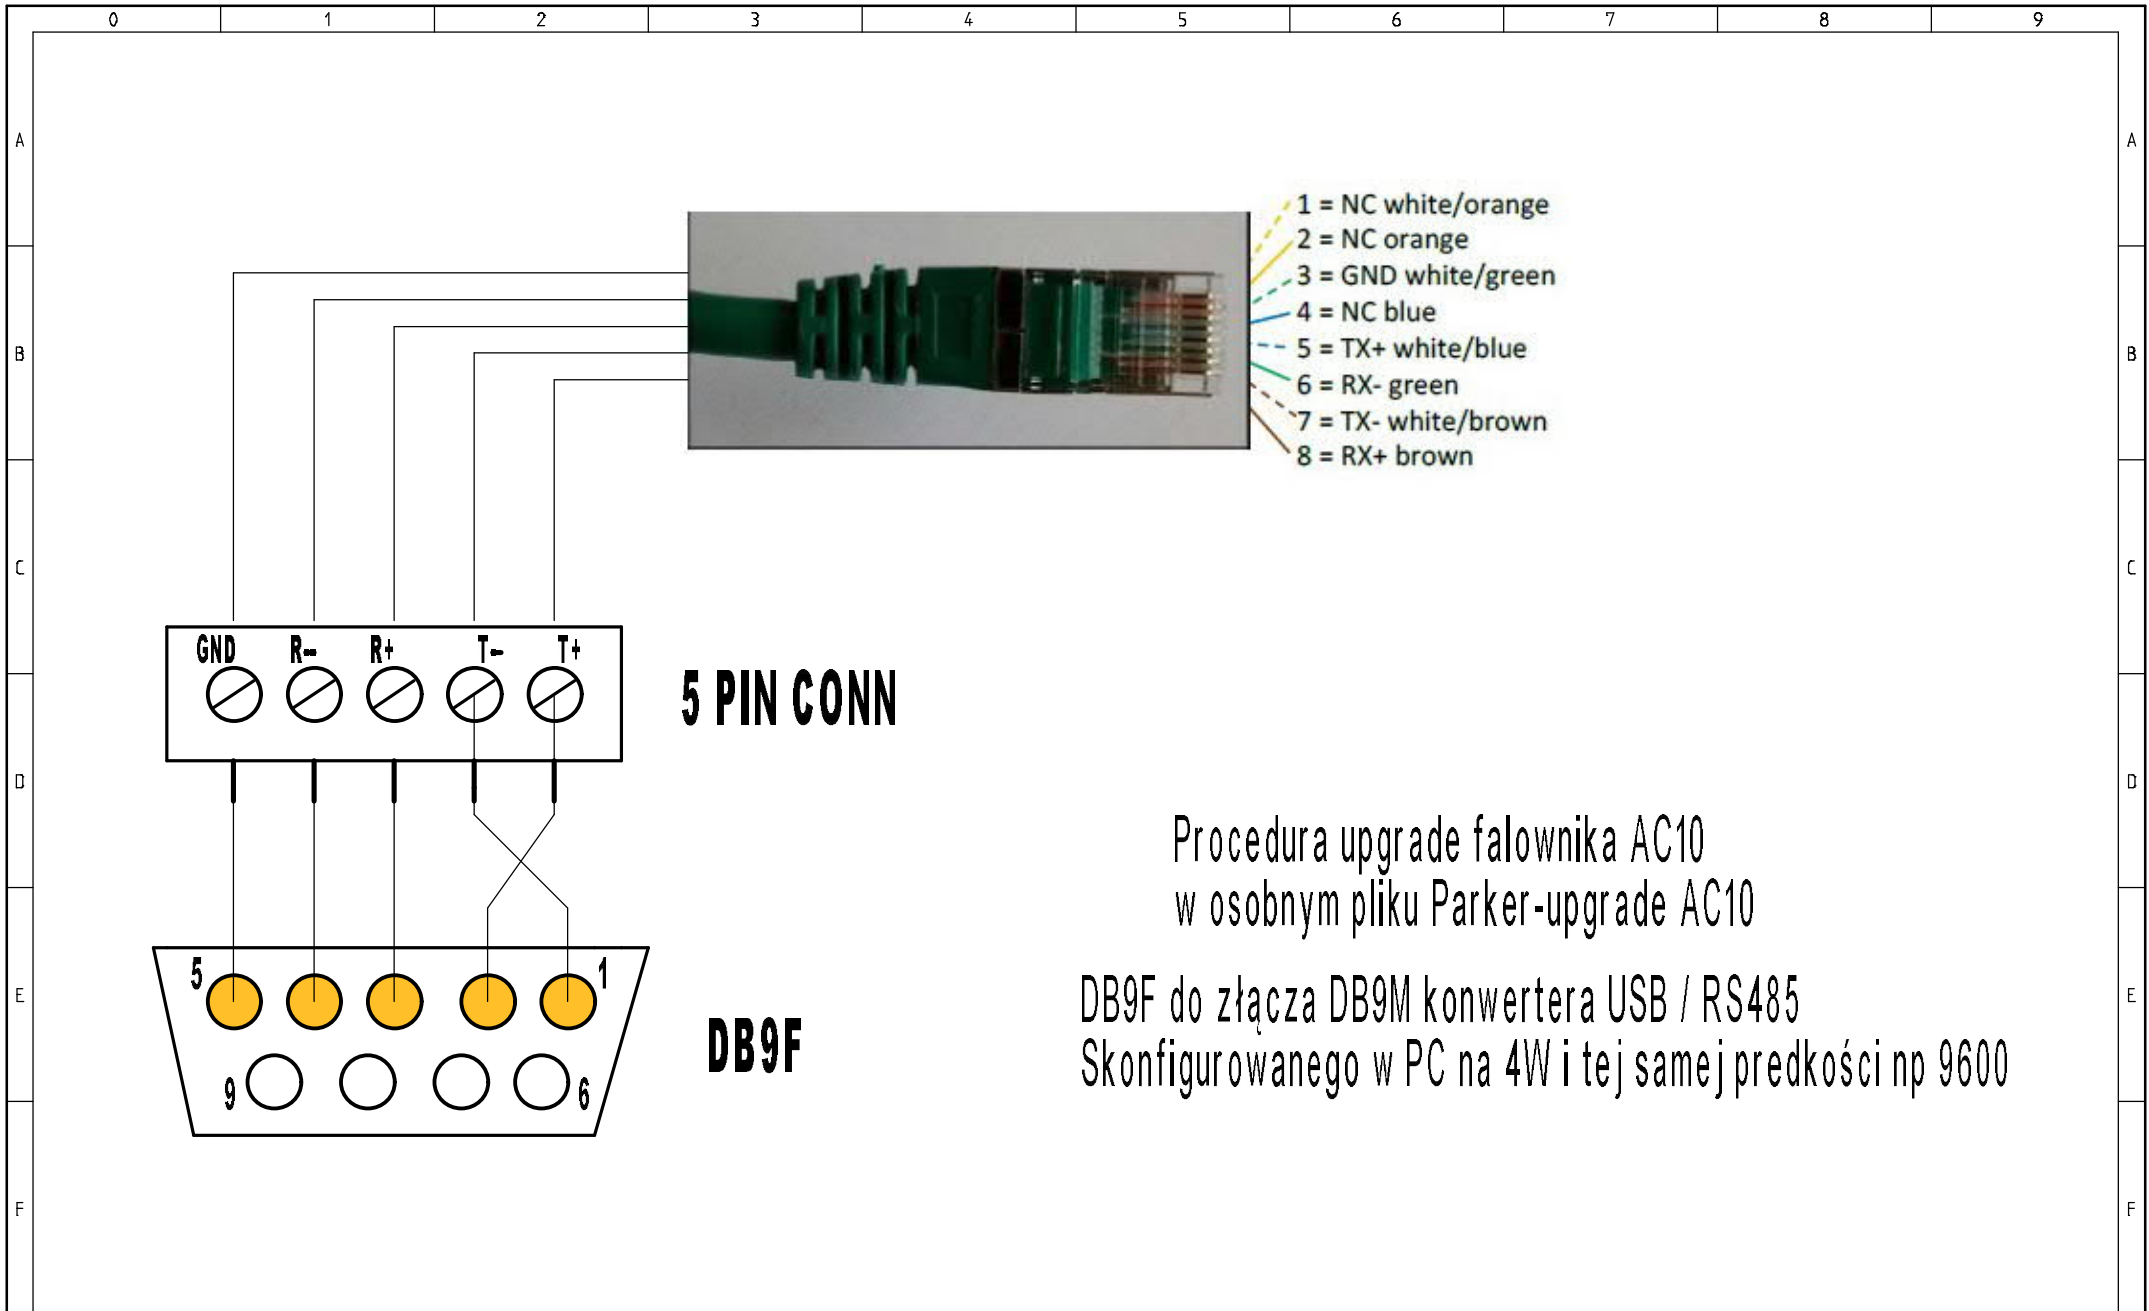 0 1 2 3 4 5 6 7 8 9
A A
1 = NC white/orange
2 = NC orange
3 = GND white/green
4 = NC blue
5 = TX+ white/blue
6 = RX- green
7 = TX- white/brown
8 = RX+ brown
B B
C C
GND R- R+ T- T+
5 PIN CONN
D D
Procedura upgrade falownika AC10
w osobnym pliku Parker-upgrade AC10
5 1
E E
DB9F do złącza DB9M konwertera USB / RS485
Skonfigurowanego w PC na 4W i tej samej predkości np 9600
DB9F
9 6
F F